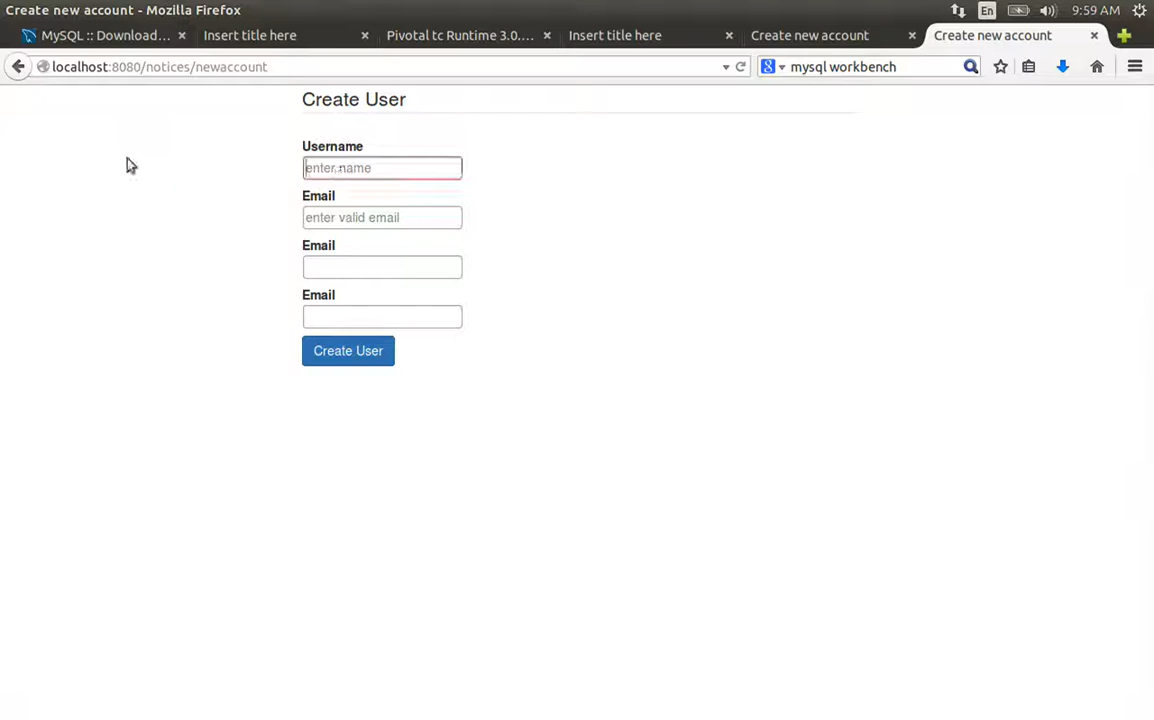 Create new account - Mozilla Firefox
En
9:59 AM
MySQL :: Download...
Insert title here
Pivotal tc Runtime 3.0....
Insert title here
Create new account
Create new account
localhost:8080/notices/newaccount
mysql workbench
Create User
Username
enter name
Email
enter valid email
Email
Email
Create User